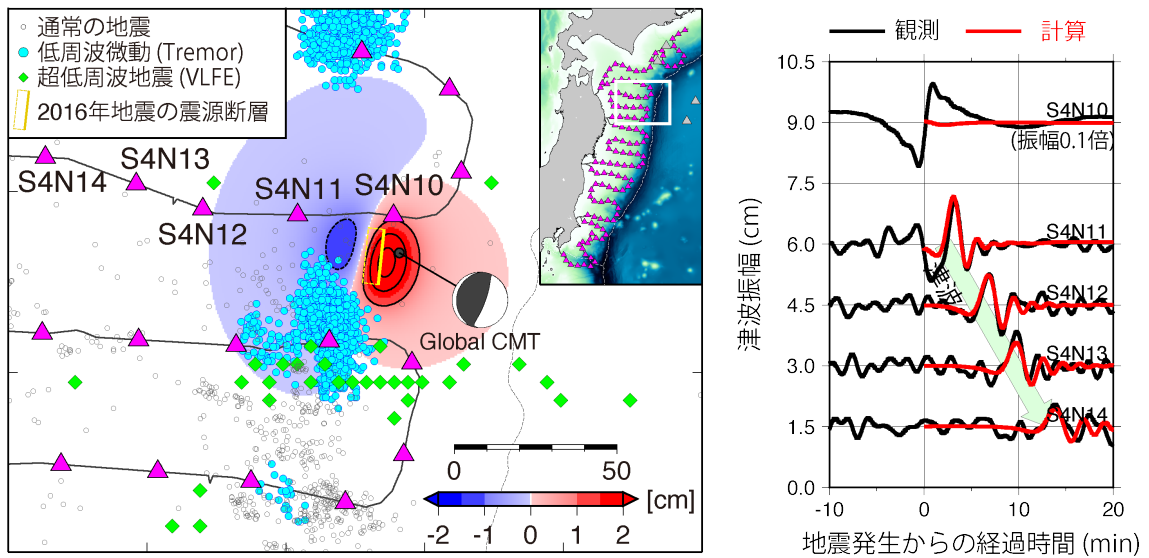 通常の地震
低周波微動 (Tremor)
超低周波地震 (VLFE)
2016年地震の震源断層
S4N13
S4N14
S4N11
S4N10
S4N12
Global CMT
0 50
[cm]
-2 -1 0 1 2
観測 計算
津波振幅 (cm)
10.5
9.0
7.5
6.0
4.5
3.0
1.5
0.0
S4N10
(振幅0.1倍)
S4N11
津波
S4N12
S4N13
S4N14
-10 0 10 20
地震発生からの経過時間 (min)